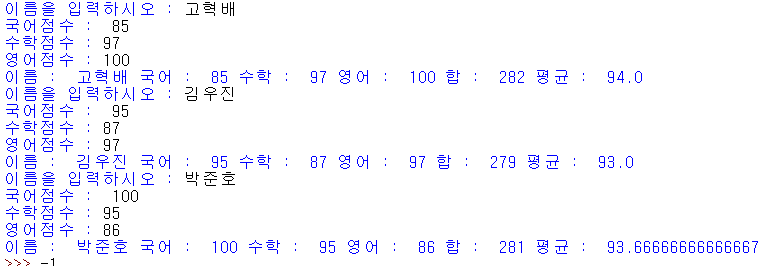 이름을 입력하시오 : 고혁배
국어점수 :  85
수학점수 : 97
영어점수 : 100
이름 :  고혁배 국어 :  85 수학 :  97 영어 :  100 합 :  282 평균 :  94.0
이름을 입력하시오 : 김우진
국어점수 :  95
수학점수 : 87
영어점수 : 97
이름 :  김우진 국어 :  95 수학 :  87 영어 :  97 합 :  279 평균 :  93.0
이름을 입력하시오 : 박준호
국어점수 :  100
수학점수 : 95
영어점수 : 86
이름 :  박준호 국어 :  100 수학 :  95 영어 :  86 합 :  281 평균 :  93.66666666666667
>>> -1